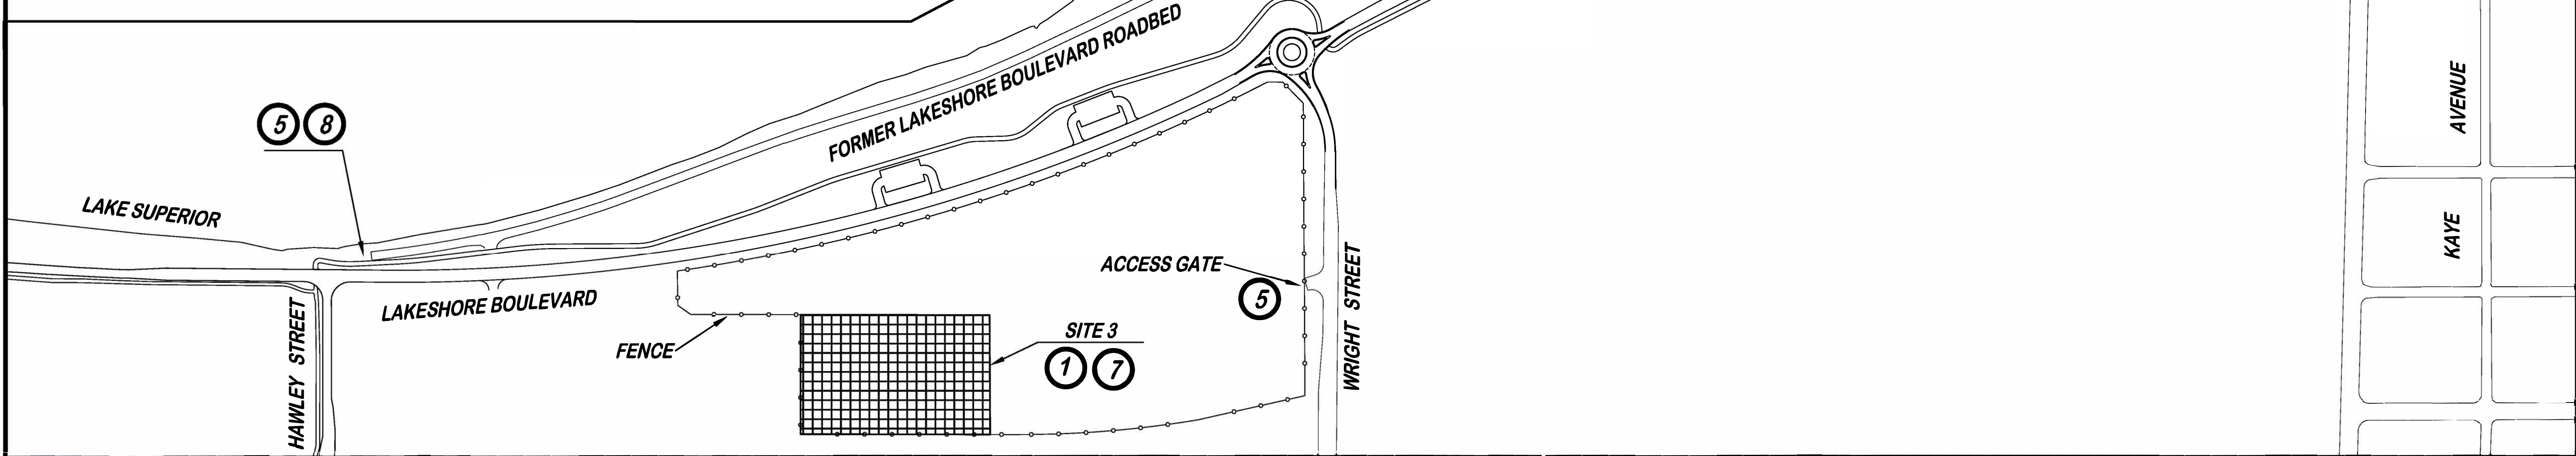 FORMER LAKESHORE BOULEVARD ROADBED
5 8
LAKE SUPERIOR
AVENUE
KAYE
ACCESS GATE
5
LAKESHORE BOULEVARD
HAWLEY STREET
FENCE
SITE 3
1 7
WRIGHT STREET